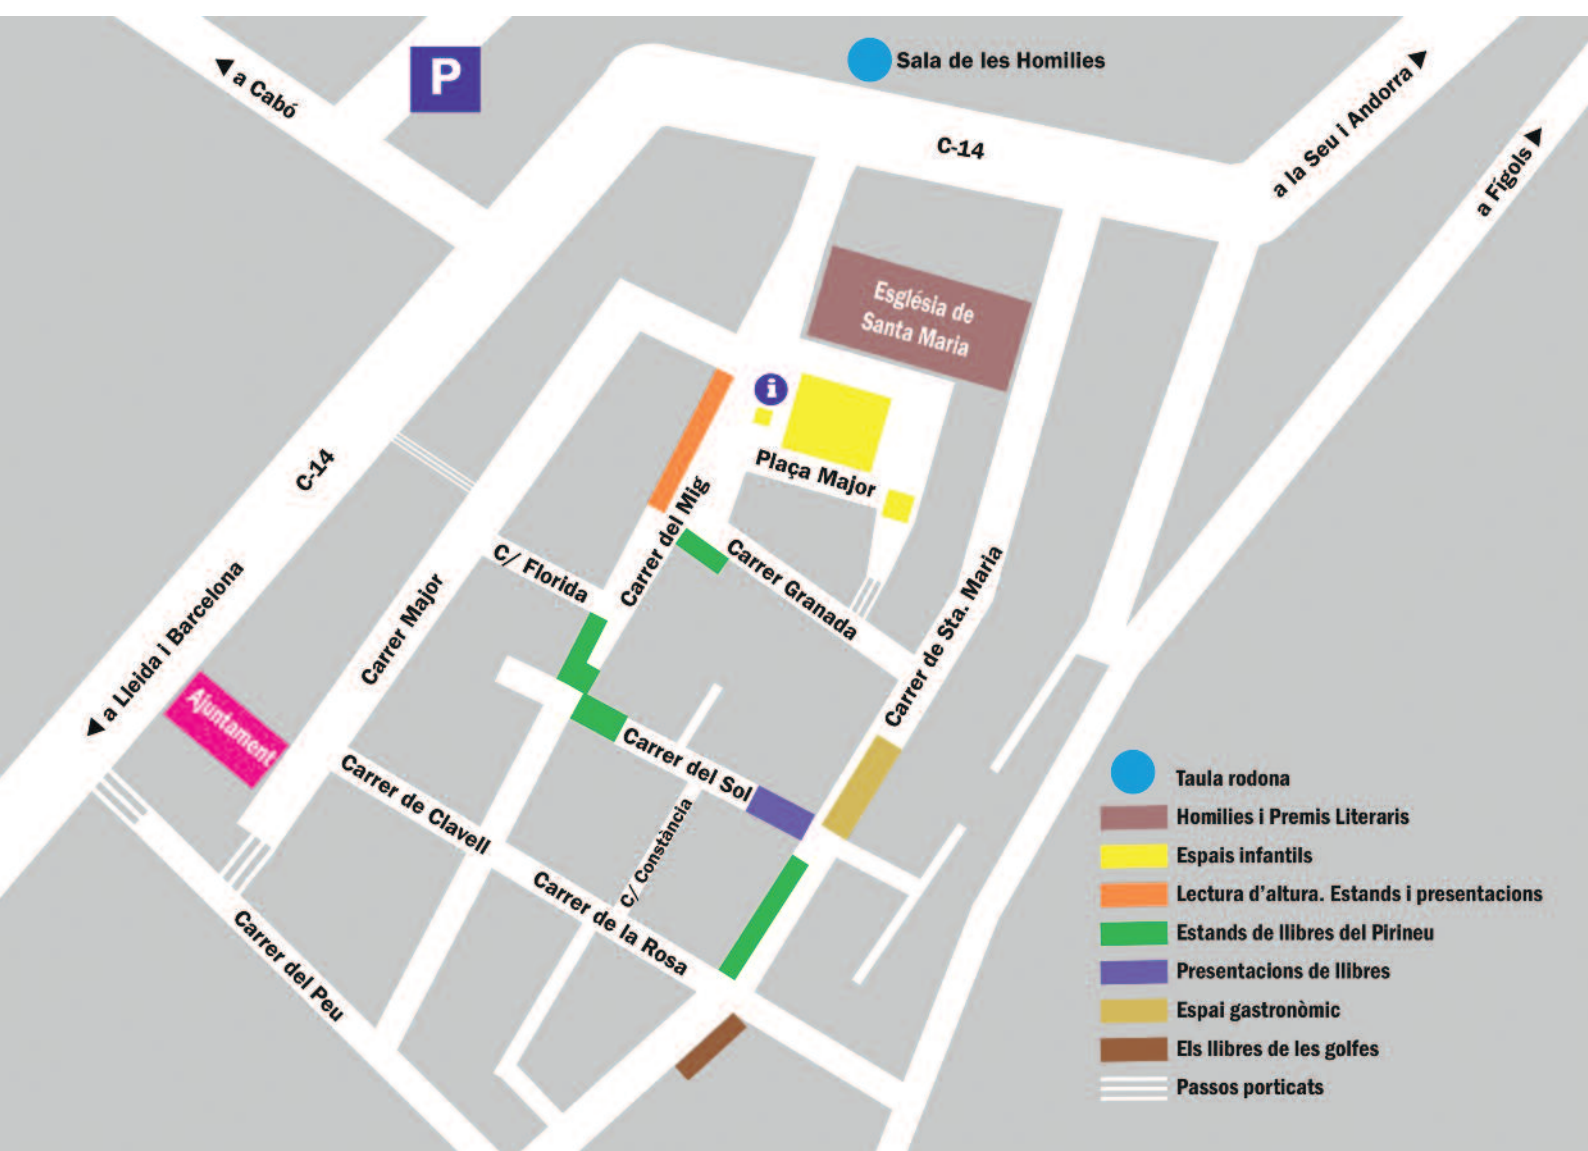 P
◀ a Cabó
Sala de les Homilies
C-14
a la Seu i Andorra ▶
a Fígols ▶
Església de
Santa Maria
i
Plaça Major
C-14
Carrer del Mig
C/ Florida
Carrer Granada
Carrer Major
Carrer de Sta. Maria
◀ a Lleida i Barcelona
Ajuntament
Carrer del Sol
Carrer de Clavell
C/ Constància
Carrer de la Rosa
Carrer del Peu
Taula rodona
Homilies i Premis Literaris
Espais infantils
Lectura d'altura. Estands i presentacions
Estands de llibres del Pirineu
Presentacions de llibres
Espai gastronòmic
Els llibres de les golfes
Passos porticats